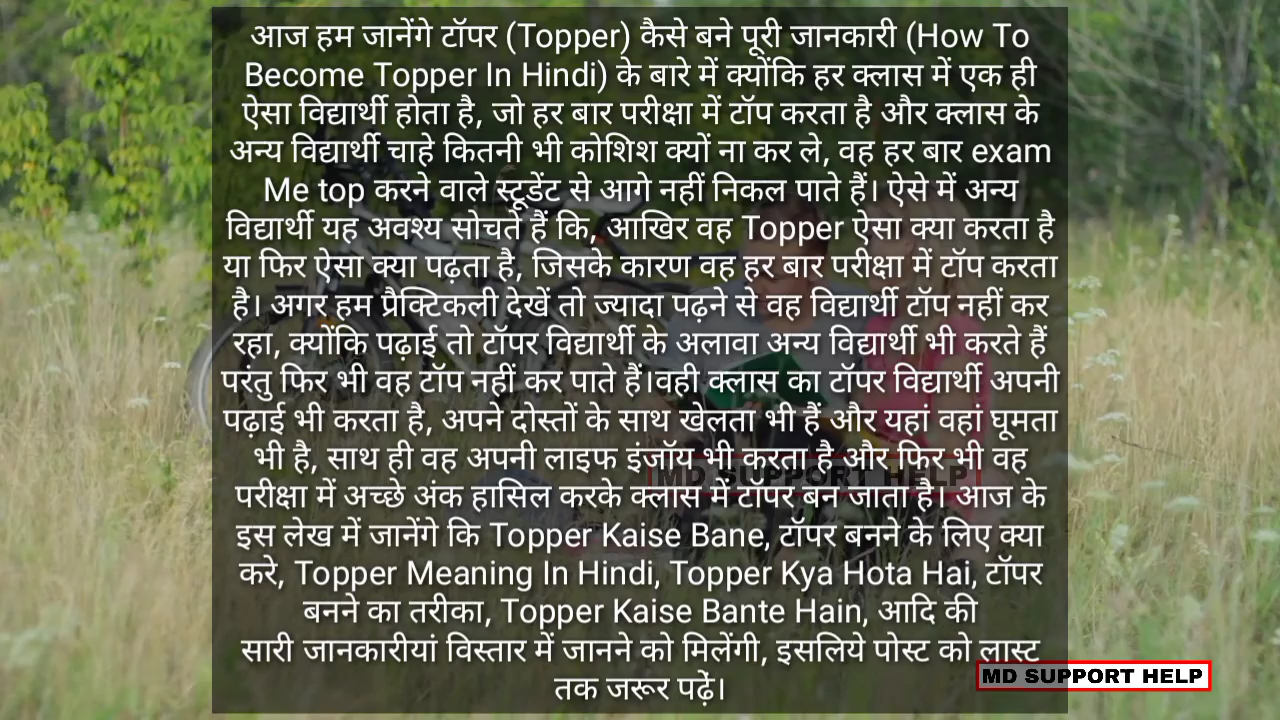 आज हम जानेंगे टॉपर (Topper) कैसे बने पूरी जानकारी (How To
Become Topper In Hindi) के बारे में क्योंकि हर क्लास में एक ही
ऐसा विद्यार्थी होता है, जो हर बार परीक्षा में टॉप करता है और क्लास के
अन्य विद्यार्थी चाहे कितनी भी कोशिश क्यों ना कर ले, वह हर बार exam
Me top करने वाले स्टूडेंट से आगे नहीं निकल पाते हैं। ऐसे में अन्य
विद्यार्थी यह अवश्य सोचते हैं कि, आखिर वह Topper ऐसा क्या करता है
या फिर ऐसा क्या पढ़ता है, जिसके कारण वह हर बार परीक्षा में टॉप करता
है। अगर हम प्रैक्टिकली देखें तो ज्यादा पढ़ने से वह विद्यार्थी टॉप नहीं कर
रहा, क्योंकि पढ़ाई तो टॉपर विद्यार्थी के अलावा अन्य विद्यार्थी भी करते हैं
परंतु फिर भी वह टॉप नहीं कर पाते हैं।वही क्लास का टॉपर विद्यार्थी अपनी
पढ़ाई भी करता है, अपने दोस्तों के साथ खेलता भी हैं और यहां वहां घूमता
भी है, साथ ही वह अपनी लाइफ इंजॉय भी करता है और फिर भी वह
MD SUPPORT HELP
परीक्षा में अच्छे अंक हासिल करके क्लास में टॉपर बन जाता है। आज के
इस लेख में जानेंगे कि Topper Kaise Bane, टॉपर बनने के लिए क्या
करे, Topper Meaning In Hindi, Topper Kya Hota Hai, टॉपर
बनने का तरीका, Topper Kaise Bante Hain, आदि की
सारी जानकारीयां विस्तार में जानने को मिलेंगी, इसलिये पोस्ट को लास्ट
MD SUPPORT HELP
तक जरूर पढ़ें।